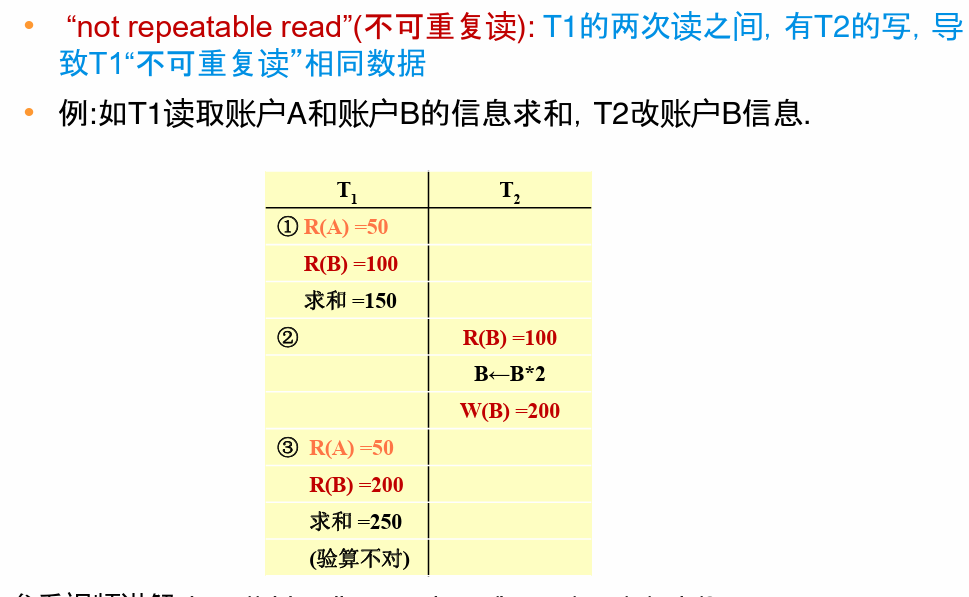 • “not repeatable read”(不可重复读): T1的两次读之间, 有T2的写, 导
致T1“不可重复读”相同数据
• 例:如T1读取账户A和账户B的信息求和, T2改账户B信息.
T1 T2
① R(A) =50
R(B) =100
求和 =150
② R(B) =100
B←B*2
W(B) =200
③ R(A) =50
R(B) =200
求和 =250
(验算不对)